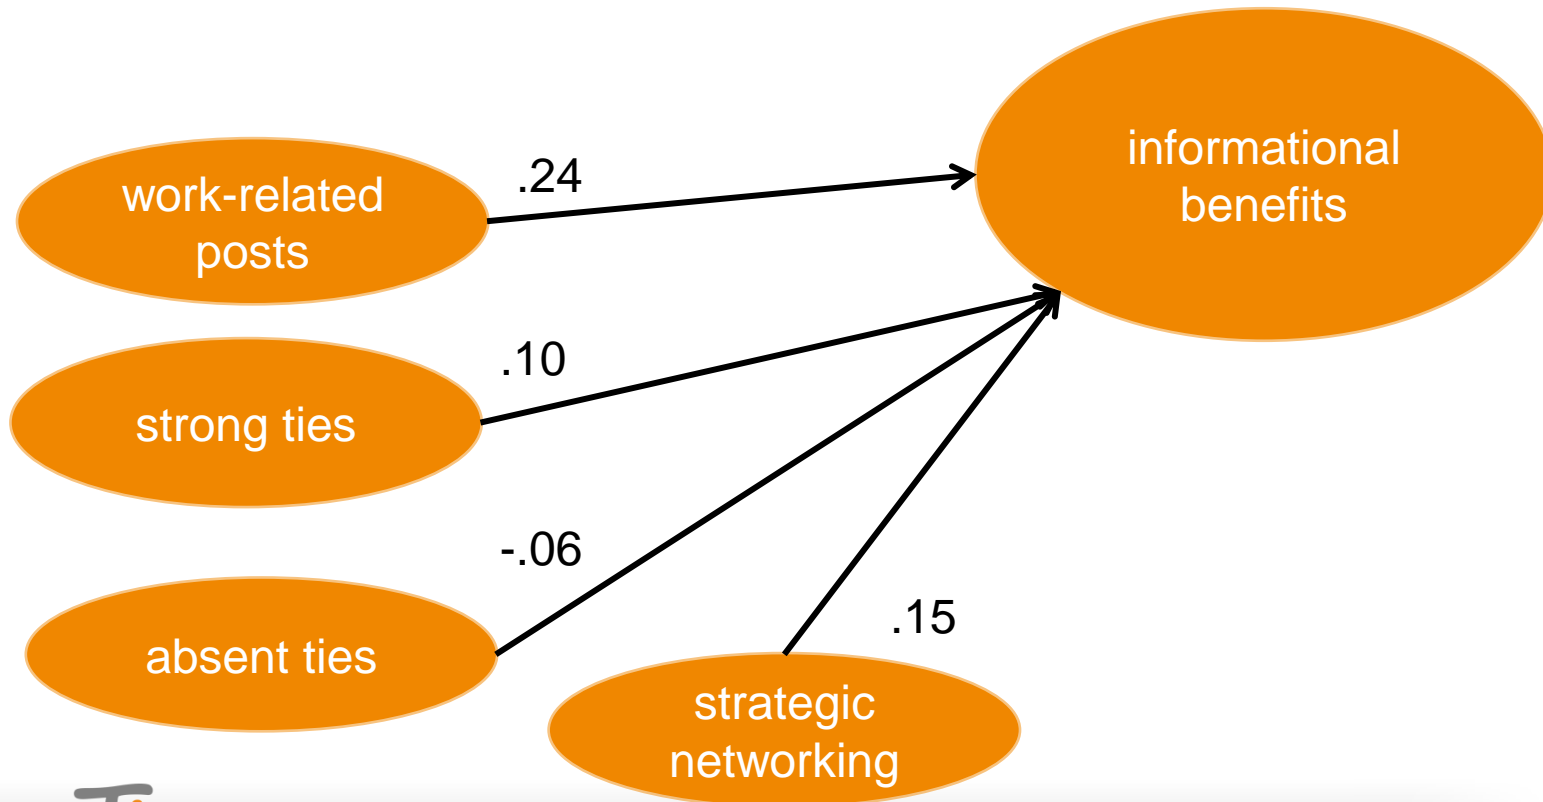 informational
benefits
.24
work-related
posts
.10
strong ties
-.06
absent ties
.15
strategic
networking